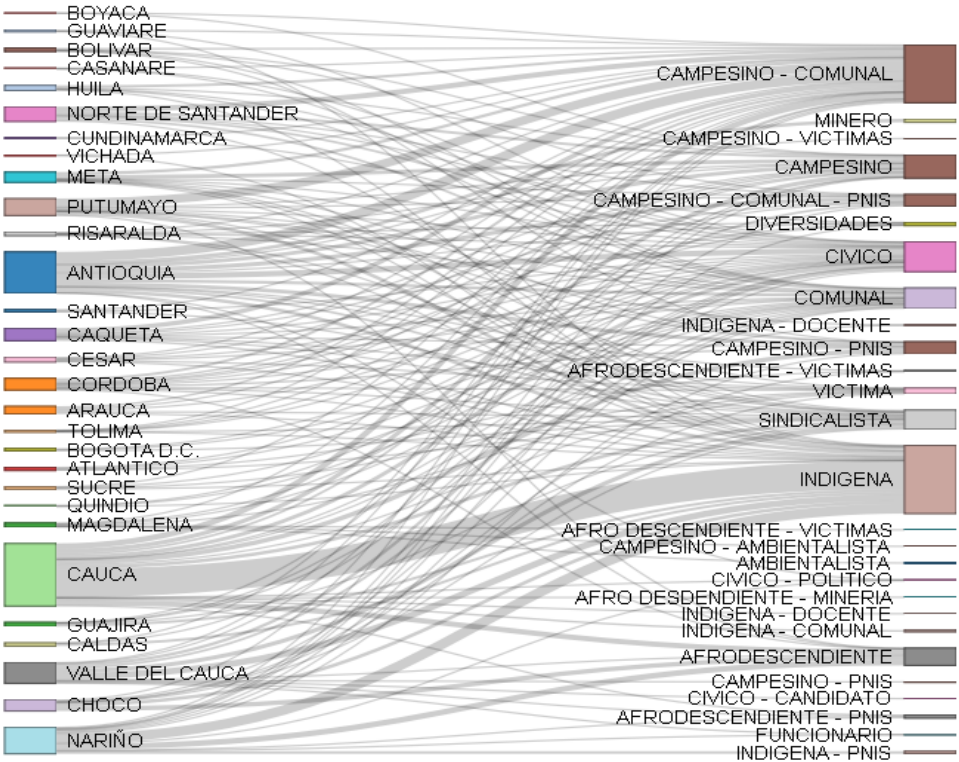 BOYACA
GUAVIARE
BOLIVAR
CASANARE
HUILA
NORTE DE SANTANDER
CUNDINAMARCA
VICHADA
META
PUTUMAYO
RISARALDA
ANTIOQUIA
SANTANDER
CAQUETA
CESAR
CORDOBA
ARAUCA
TOLIMA
BOGOTA D.C.
ATLANTICO
SUCRE
QUINDIO
MAGDALENA
CAUCA
GUAJIRA
CALDAS
VALLE DEL CAUCA
CHOCO
NARIÑO
CAMPESINO - COMUNAL
MINERO
CAMPESINO - VICTIMAS
CAMPESINO
CAMPESINO - COMUNAL - PNIS
DIVERSIDADES
CIVICO
COMUNAL
INDIGENA - DOCENTE
CAMPESINO - PNIS
AFRODESCENDIENTE - VICTIMAS
VICTIMA
SINDICALISTA
INDIGENA
AFRO DESCENDIENTE - VICTIMAS
CAMPESINO - AMBIENTALISTA
AMBIENTALISTA
CIVICO - POLITICO
AFRO DESDENDIENTE - MINERIA
INDIGENA - DOCENTE
INDIGENA - COMUNAL
AFRODESCENDIENTE
CAMPESINO - PNIS
CIVICO - CANDIDATO
AFRODESCENDIENTE - PNIS
FUNCIONARIO
INDIGENA - PNIS